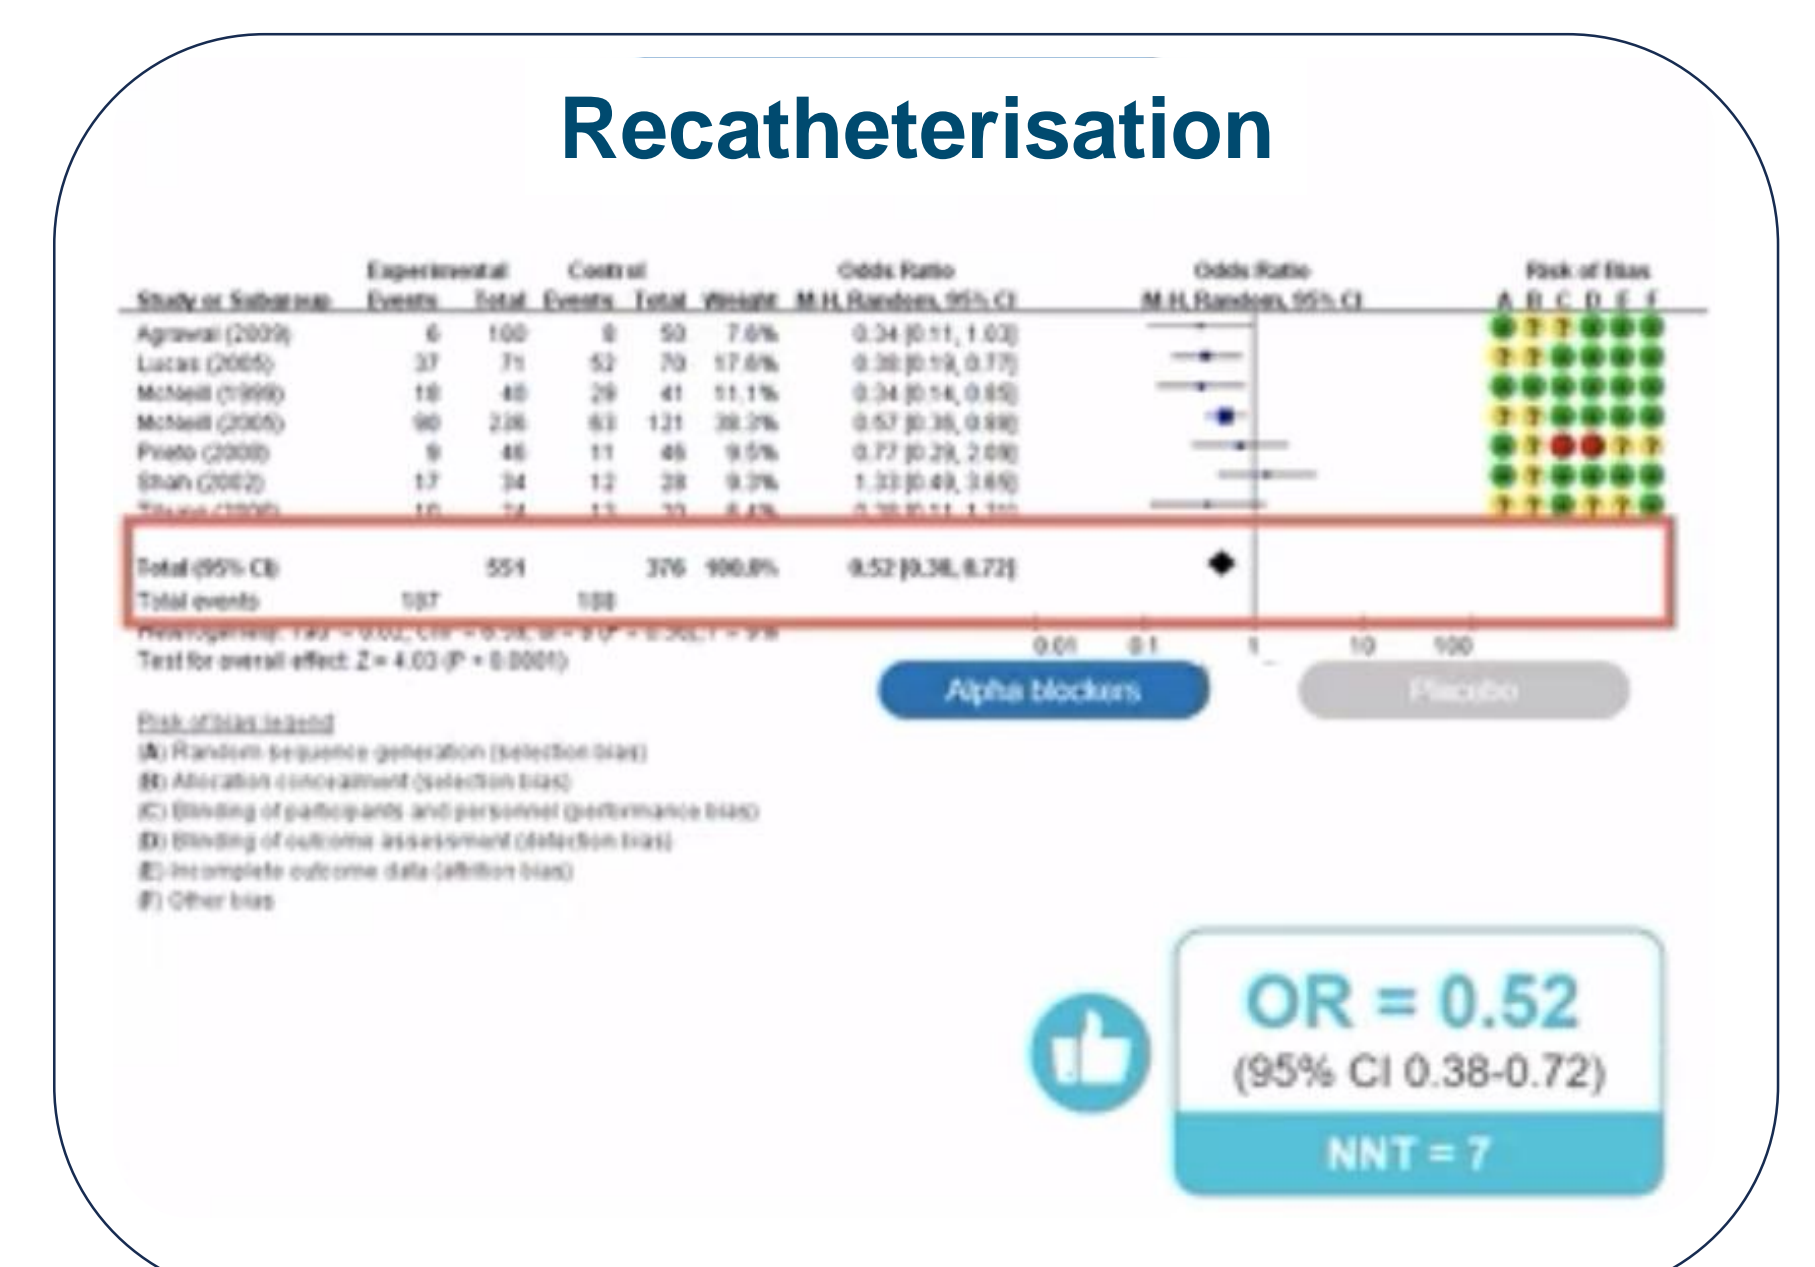 Recatheterisation
Experimental Control Odds Ratio Odds Ratio Risk of Bias
Study or Subgroup Events Total Events Total Weight M-H, Random, 95% CI M-H, Random, 95% CI A B C D E F
Agrawal (2009) 6 100 8 50 7.6% 0.34 [0.11, 1.03] ? ?
Lucas (2005) 37 71 52 70 17.6% 0.38 [0.19, 0.77] ? ?
McNeill (1999) 18 40 29 41 11.1% 0.34 [0.14, 0.85]
McNeill (2005) 90 236 63 121 38.3% 0.57 [0.36, 0.88] ? ?
Prieto (2008) 9 46 11 46 9.5% 0.77 [0.29, 2.09] ? ? ?
Shah (2002) 17 34 12 28 9.3% 1.33 [0.49, 3.65] ?
? ? ? ?
Total (95% CI) 551 376 100.0% 0.52 [0.38, 0.72]
Total events 187 188
Test for overall effect: Z = 4.03 (P < 0.0001)
0.01 0.1 1 10 100
Alpha blockers Placebo
Risk of bias legend
(A) Random sequence generation (selection bias)
(B) Allocation concealment (selection bias)
(C) Blinding of participants and personnel (performance bias)
(D) Blinding of outcome assessment (detection bias)
(E) Incomplete outcome data (attrition bias)
(F) Other bias
OR = 0.52
(95% CI 0.38-0.72)
NNT = 7